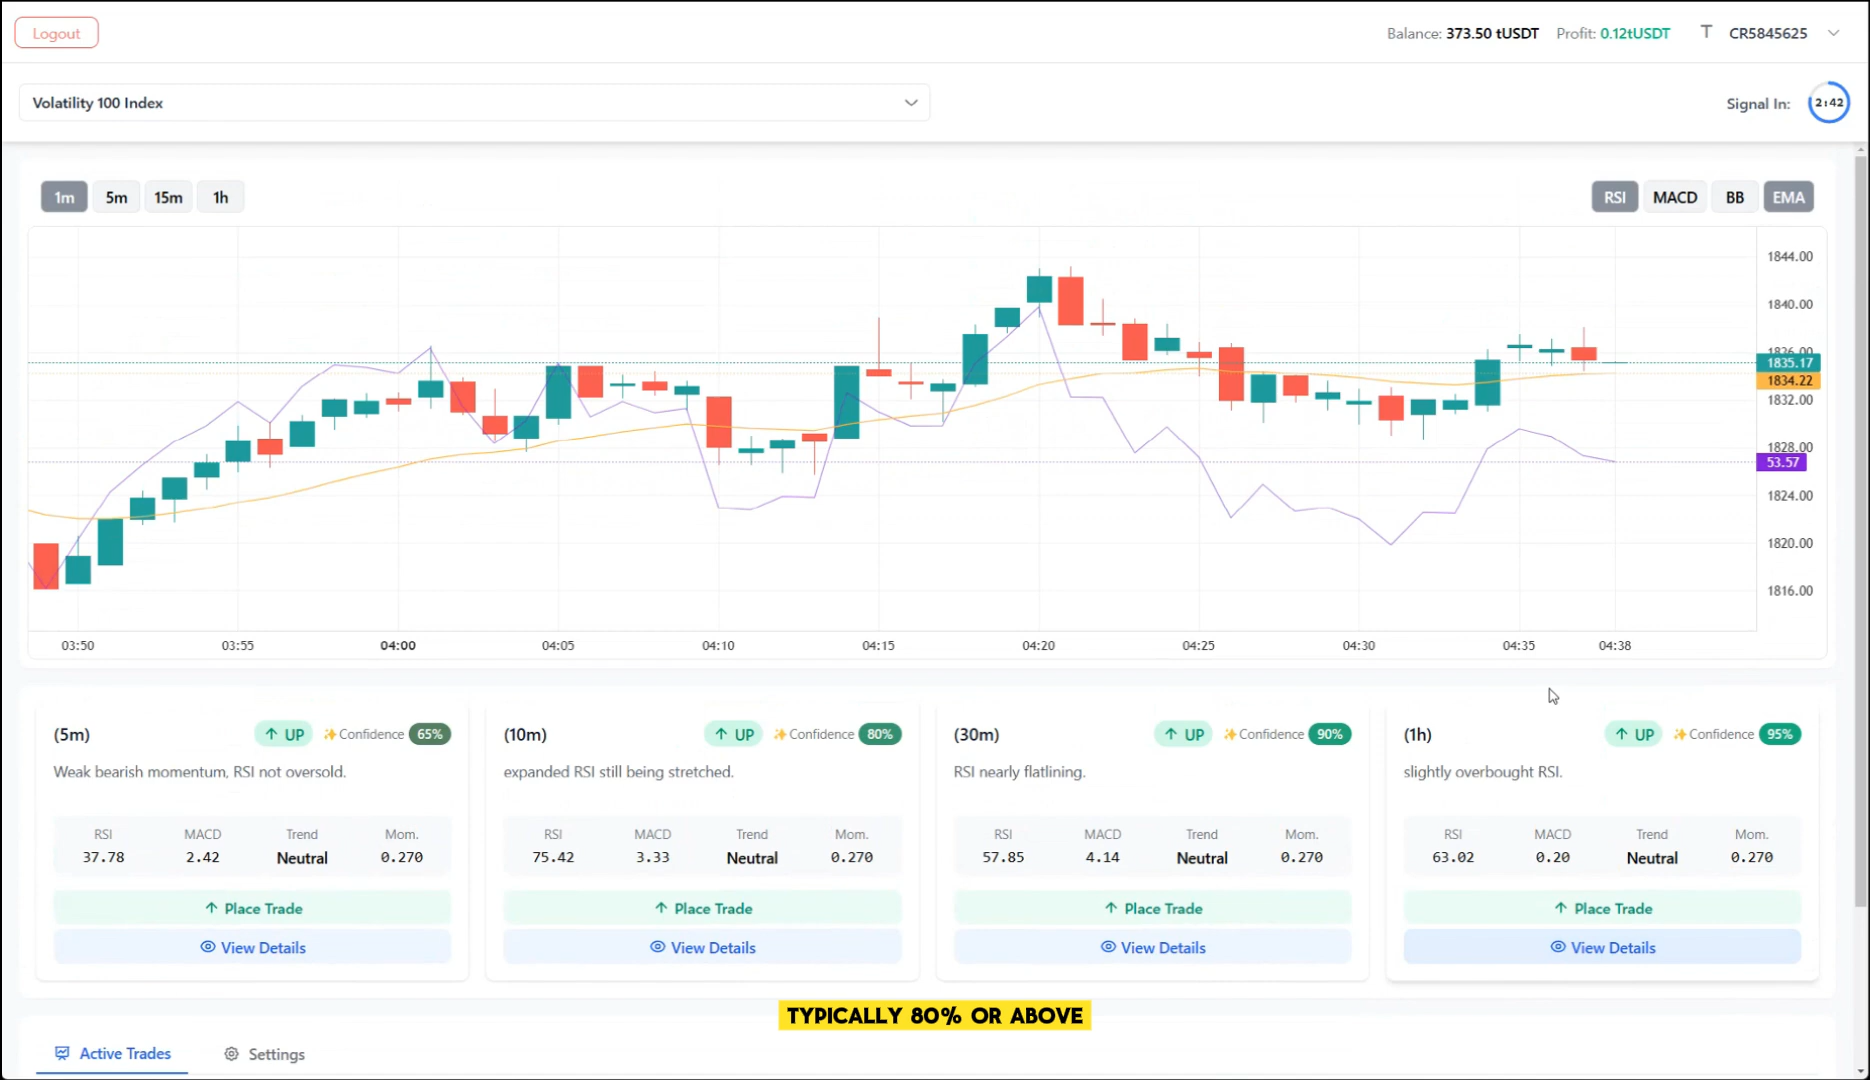 Logout
Balance: 373.50 tUSDT Profit: 0.12tUSDT T CR5845625
Volatility 100 Index
Signal In: 2:42
1m 5m 15m 1h
RSI MACD BB EMA
1844.00
1840.00
1836.00
1835.17
1834.22
1832.00
1828.00
53.57
1824.00
1820.00
1816.00
03:50 03:55 04:00 04:05 04:10 04:15 04:20 04:25 04:30 04:35 04:38
(5m) ↑ UP ✨Confidence 65%
Weak bearish momentum, RSI not oversold.
RSI MACD Trend Mom.
37.78 2.42 Neutral 0.270
↑ Place Trade
View Details
(10m) ↑ UP ✨Confidence 80%
expanded RSI still being stretched.
RSI MACD Trend Mom.
75.42 3.33 Neutral 0.270
↑ Place Trade
View Details
(30m) ↑ UP ✨Confidence 90%
RSI nearly flatlining.
RSI MACD Trend Mom.
57.85 4.14 Neutral 0.270
↑ Place Trade
View Details
(1h) ↑ UP ✨Confidence 95%
slightly overbought RSI.
RSI MACD Trend Mom.
63.02 0.20 Neutral 0.270
↑ Place Trade
View Details
TYPICALLY 80% OR ABOVE
Active Trades Settings